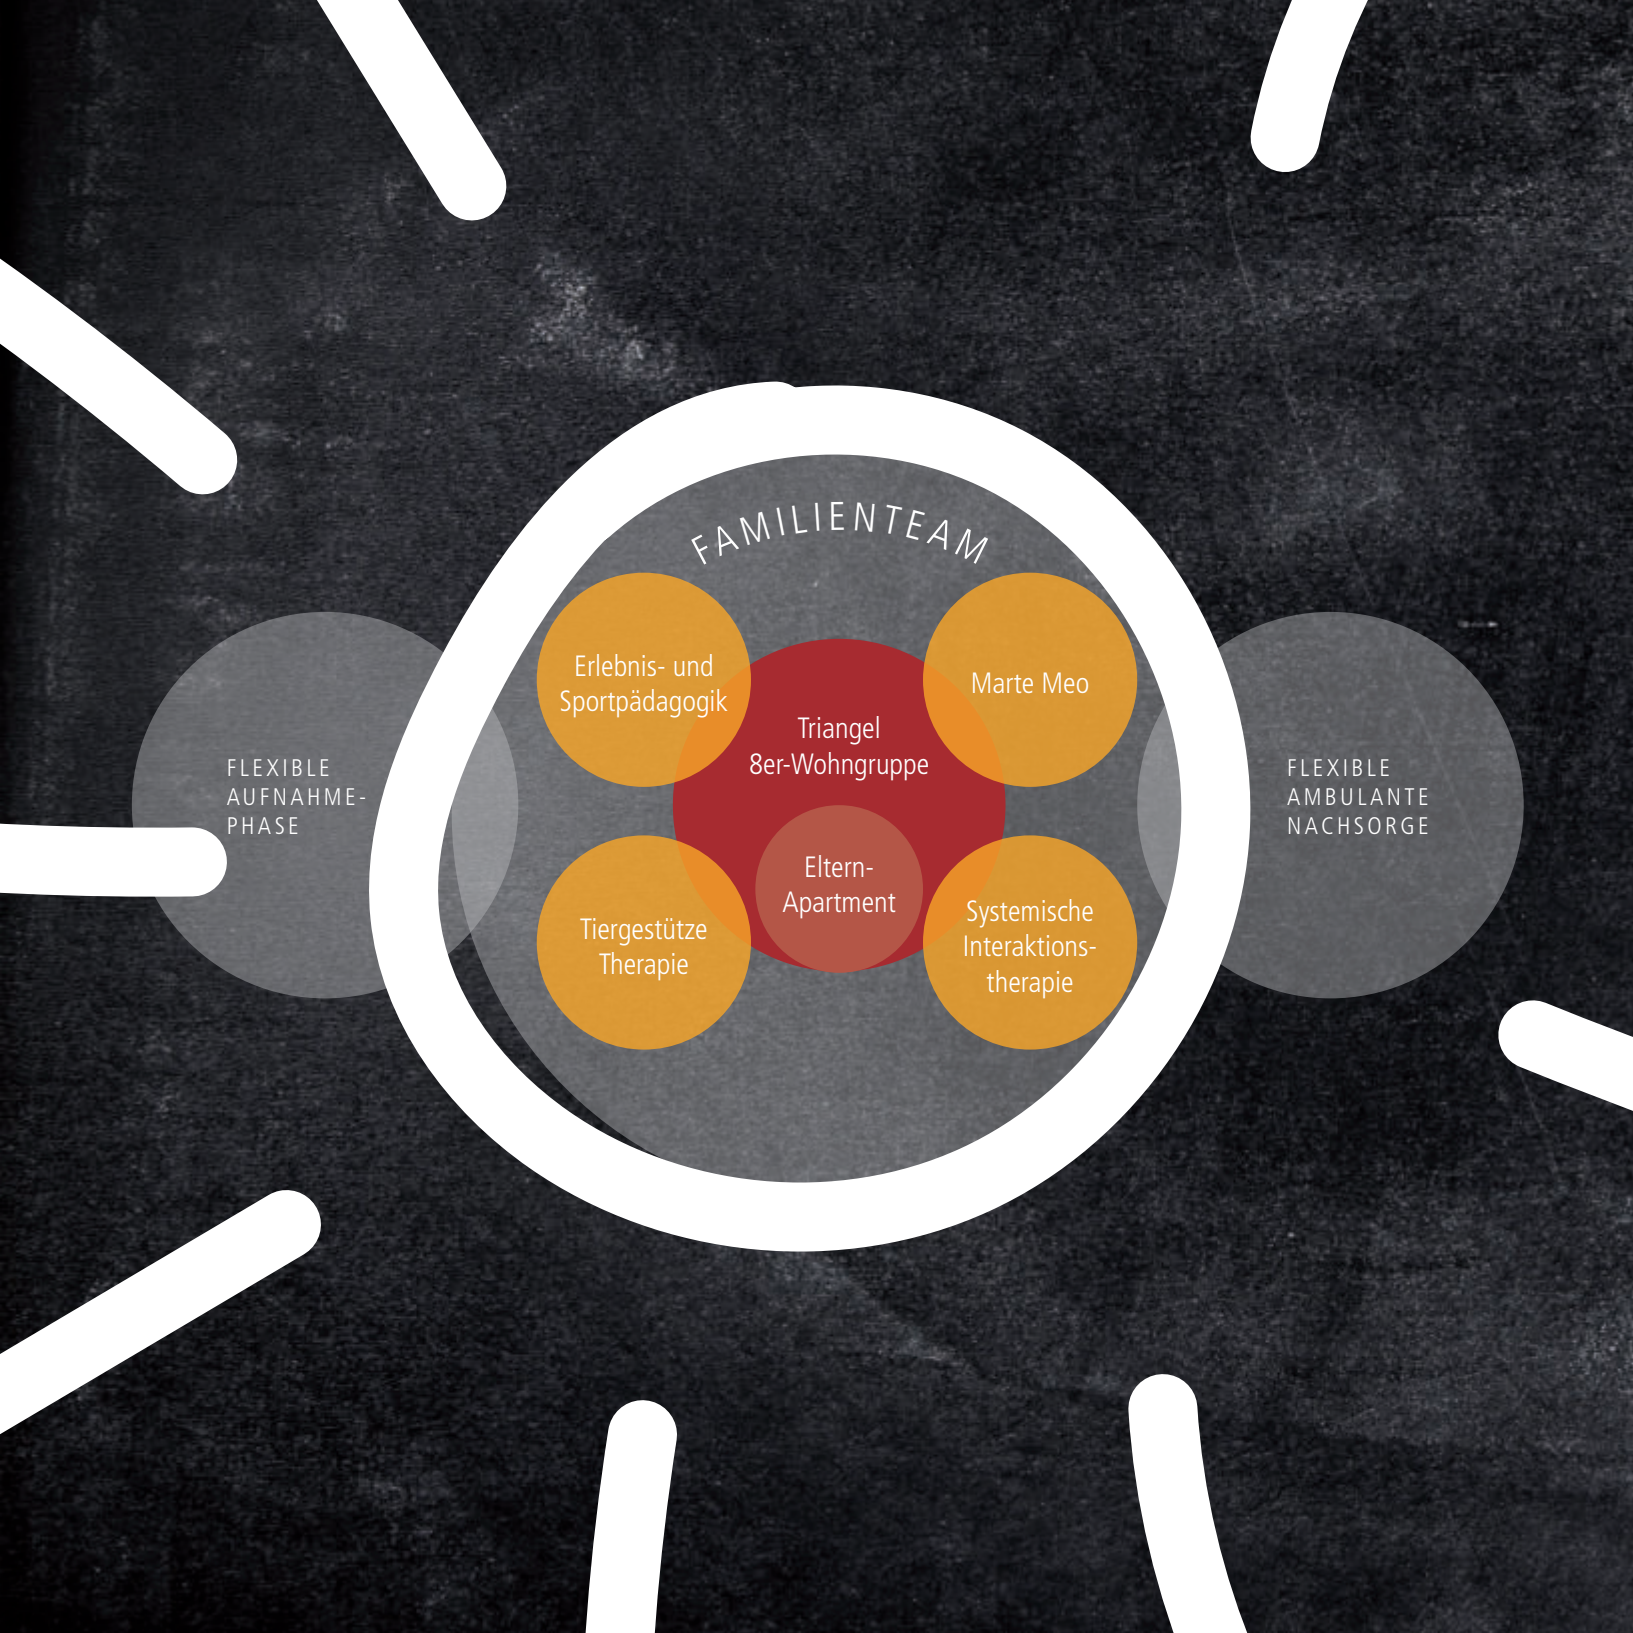 FAMILIENTEAM
Erlebnis- und
Sportpädagogik
Marte Meo
Triangel
8er-Wohngruppe
FLEXIBLE
AUFNAHME-
PHASE
FLEXIBLE
AMBULANTE
NACHSORGE
Eltern-
Apartment
Tiergestütze
Therapie
Systemische
Interaktions-
therapie